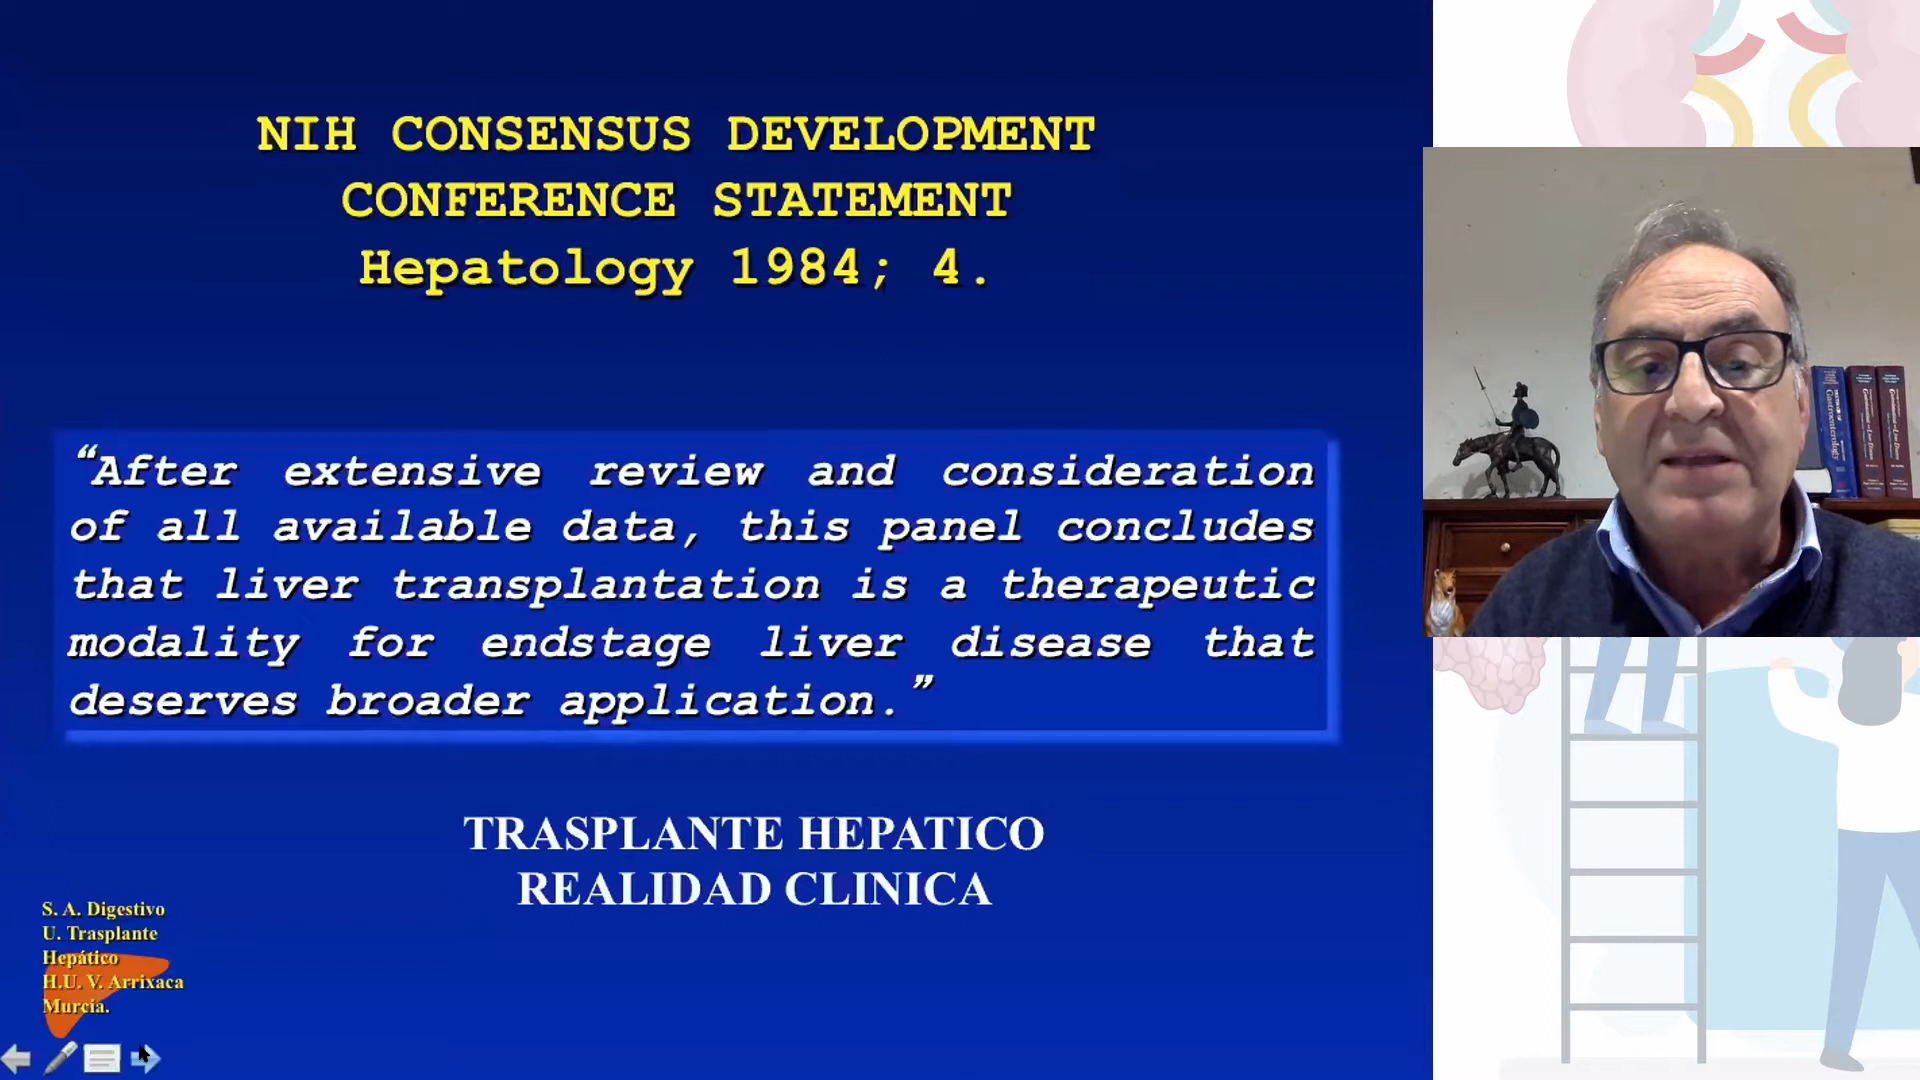 NIH CONSENSUS DEVELOPMENT
CONFERENCE STATEMENT
Hepatology 1984; 4.
“After extensive review and consideration
of all available data, this panel concludes
that liver transplantation is a therapeutic
modality for endstage liver disease that
deserves broader application.”
TRASPLANTE HEPATICO
REALIDAD CLINICA
S. A. Digestivo
U. Trasplante
Hepático
H.U. V. Arrixaca
Murcia.
Gastroenterology